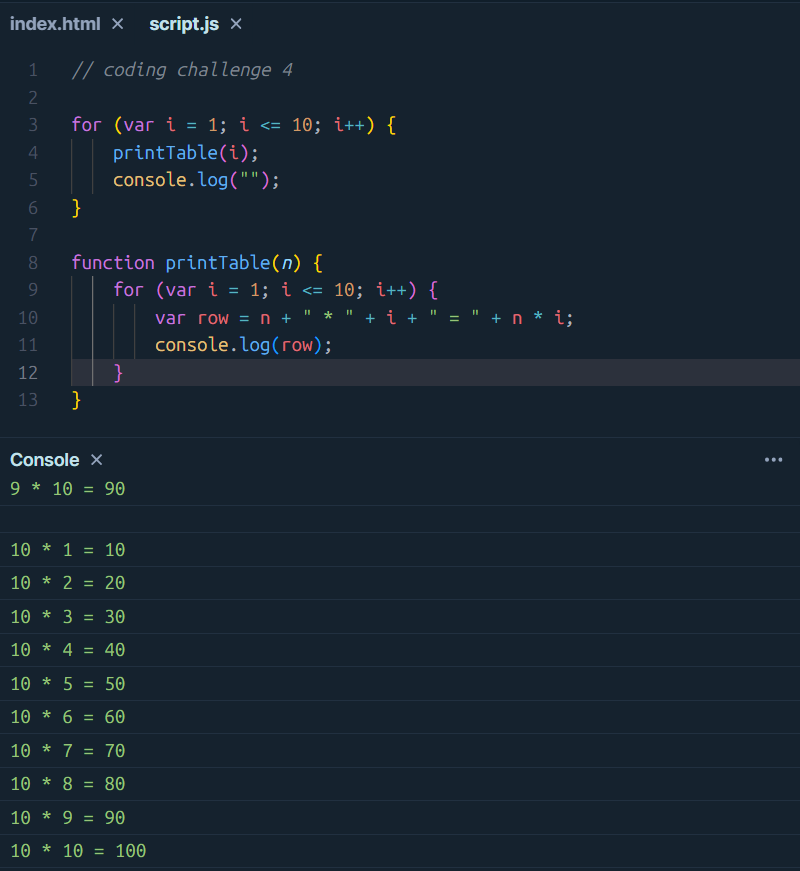 index.html × script.js ×
1 // coding challenge 4
2
3 for (var i = 1; i <= 10; i++) {
4     printTable(i);
5     console.log("");
6 }
7
8 function printTable(n) {
9     for (var i = 1; i <= 10; i++) {
10         var row = n + " * " + i + " = " + n * i;
11         console.log(row);
12     }
13 }
Console × ...
9 * 10 = 90
10 * 1 = 10
10 * 2 = 20
10 * 3 = 30
10 * 4 = 40
10 * 5 = 50
10 * 6 = 60
10 * 7 = 70
10 * 8 = 80
10 * 9 = 90
10 * 10 = 100